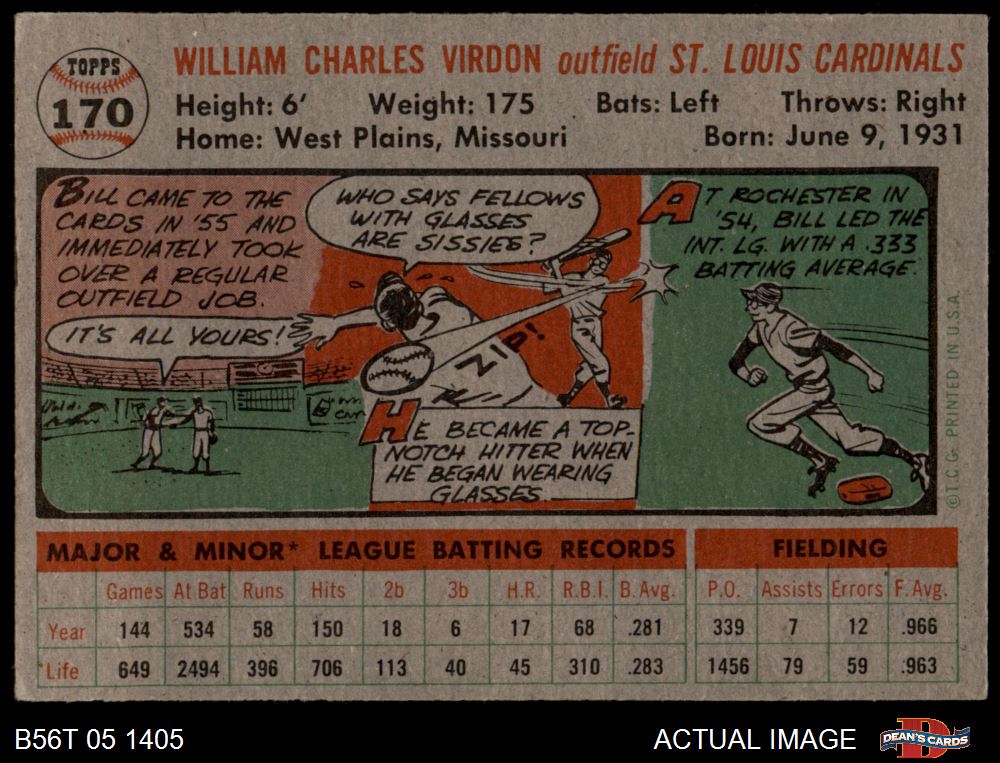 TOPPS
170
WILLIAM CHARLES VIRDON outfield ST. LOUIS CARDINALS
Height: 6' Weight: 175 Bats: Left Throws: Right
Home: West Plains, Missouri Born: June 9, 1931
BILL CAME TO THE
CARDS IN '55 AND
IMMEDIATELY TOOK
OVER A REGULAR
OUTFIELD JOB.
IT'S ALL YOURS!
WHO SAYS FELLOWS
WITH GLASSES
ARE SISSIES?
ZIP!
HE BECAME A TOP-
NOTCH HITTER WHEN
HE BEGAN WEARING
GLASSES
AT ROCHESTER IN
'54, BILL LED THE
INT. LG. WITH A .333
BATTING AVERAGE.
©T.C.G. PRINTED IN U.S.A.
MAJOR & MINOR* LEAGUE BATTING RECORDS FIELDING
Games At Bat Runs Hits 2b 3b H.R. R.B.I. B. Avg. P.O. Assists Errors F. Avg.
Year 144 534 58 150 18 6 17 68 .281 339 7 12 .966
*Life 649 2494 396 706 113 40 45 310 .283 1456 79 59 .963
B56T 05 1405 ACTUAL IMAGE
D
DEAN'S CARDS